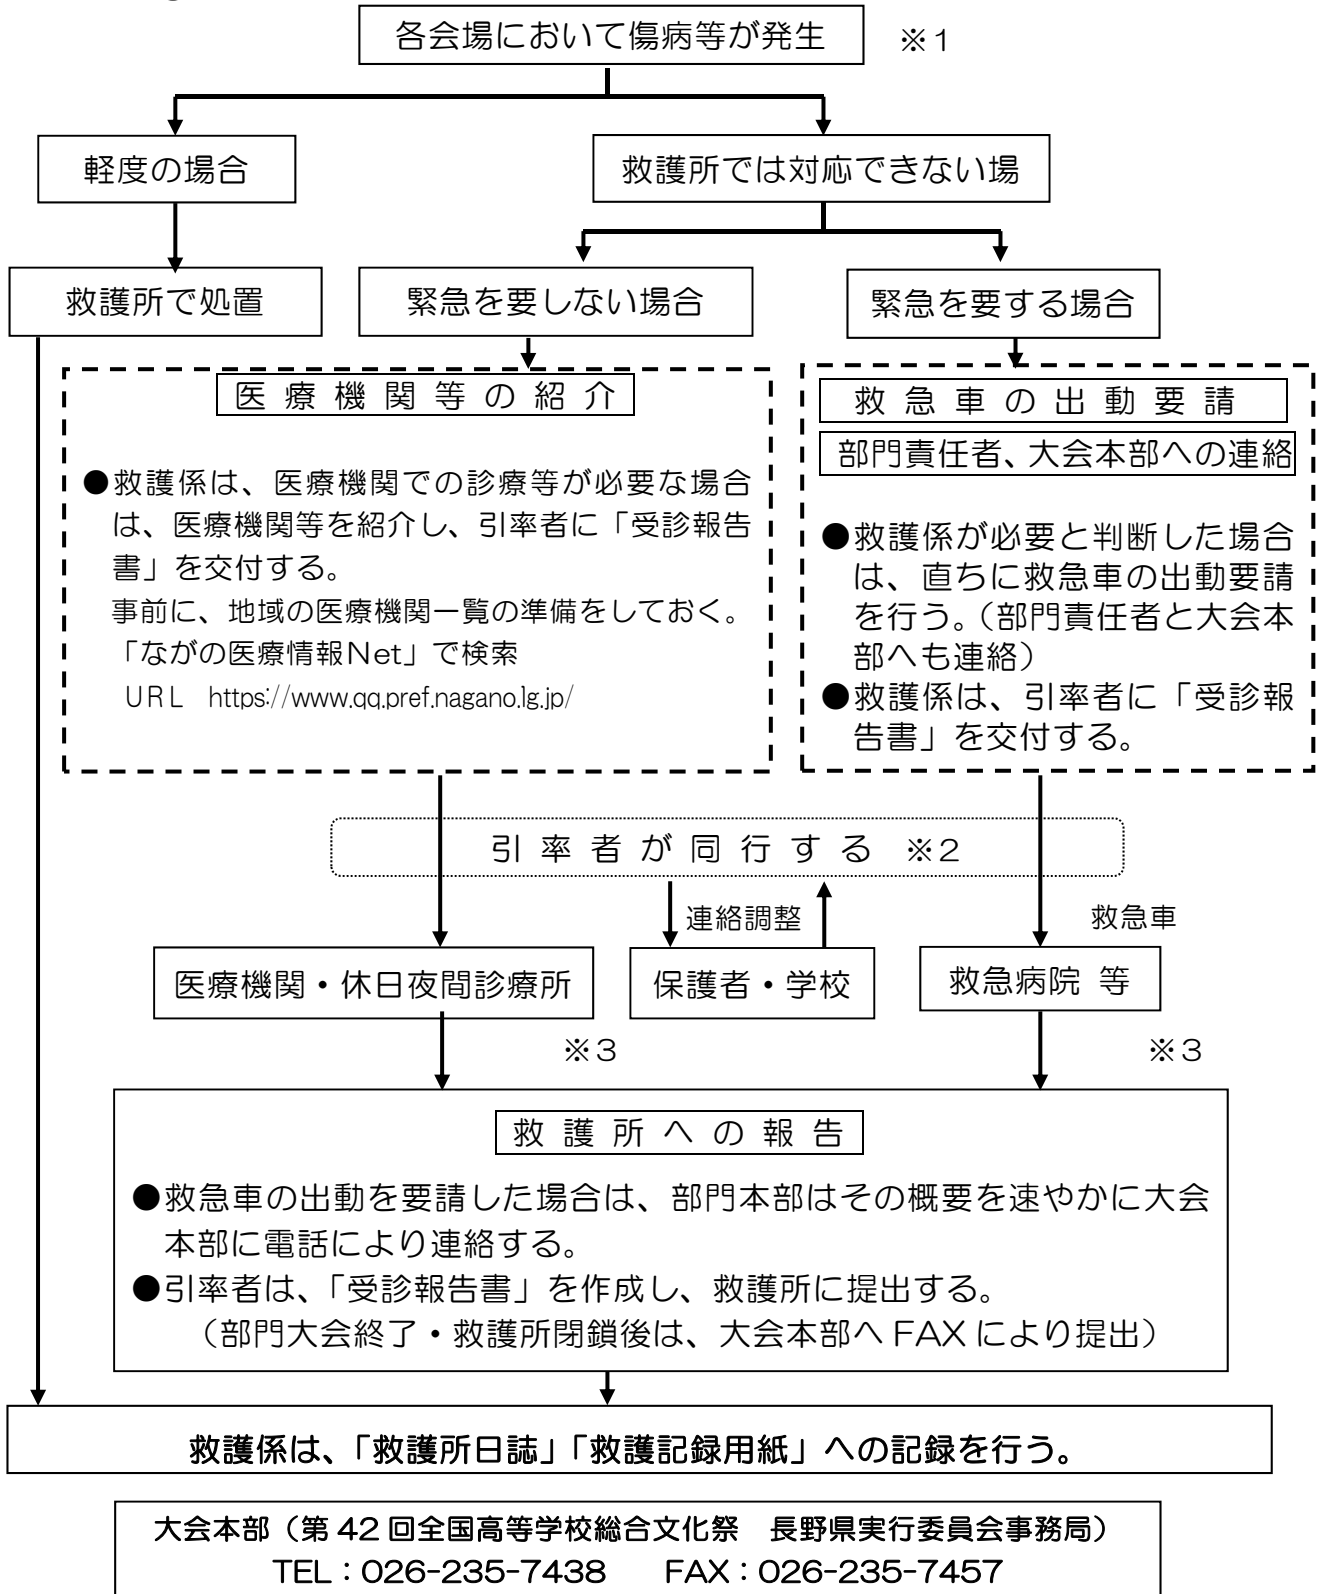 各会場において傷病等が発生 ※1
軽度の場合
救護所では対応できない場
救護所で処置
緊急を要しない場合
緊急を要する場合
医療機関等の紹介
●救護係は、医療機関での診療等が必要な場合
は、医療機関等を紹介し、引率者に「受診報告
書」を交付する。
事前に、地域の医療機関一覧の準備をしておく。
「ながの医療情報Net」で検索
URL https://www.qq.pref.nagano.lg.jp/
救急車の出動要請
部門責任者、大会本部への連絡
●救護係が必要と判断した場合
は、直ちに救急車の出動要請
を行う。（部門責任者と大会本
部へも連絡）
●救護係は、引率者に「受診報
告書」を交付する。
引率者が同行する ※2
連絡調整
救急車
医療機関・休日夜間診療所
保護者・学校
救急病院 等
※3
※3
救護所への報告
●救急車の出動を要請した場合は、部門本部はその概要を速やかに大会
本部に電話により連絡する。
●引率者は、「受診報告書」を作成し、救護所に提出する。
（部門大会終了・救護所閉鎖後は、大会本部へ FAX により提出）
救護係は、「救護所日誌」「救護記録用紙」への記録を行う。
大会本部（第 42 回全国高等学校総合文化祭 長野県実行委員会事務局）
TEL：026-235-7438 FAX：026-235-7457